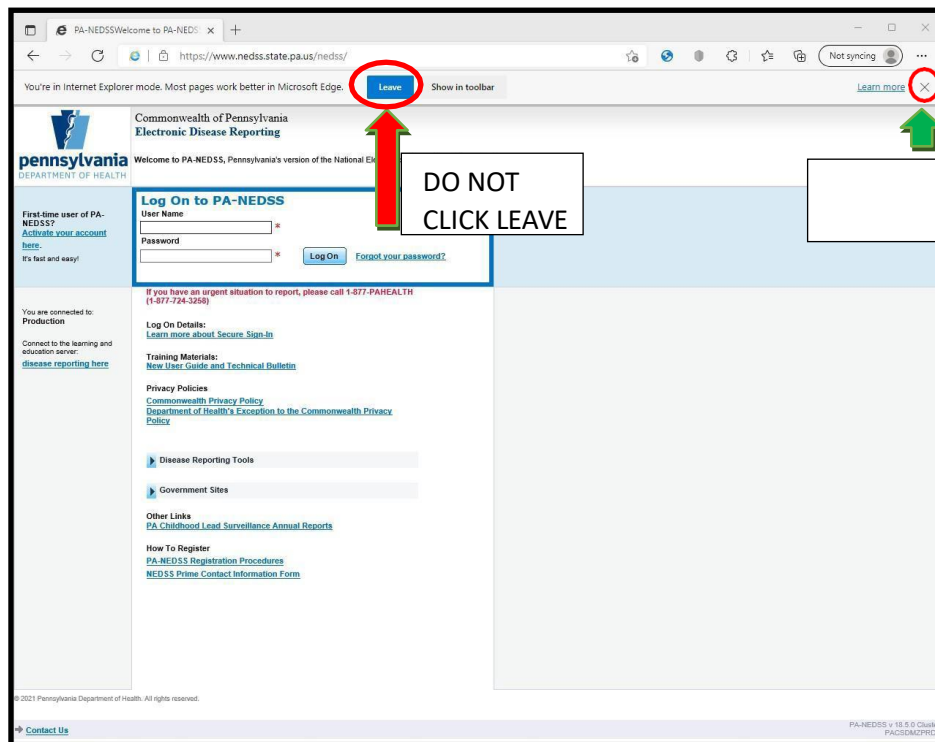 PA-NEDSSWelcome to PA-NEDS
https://www.nedss.state.pa.us/nedss/
Not syncing
You're in Internet Explorer mode. Most pages work better in Microsoft Edge.
Leave
Show in toolbar
Learn more
pennsylvania
DEPARTMENT OF HEALTH
Commonwealth of Pennsylvania
Electronic Disease Reporting
Welcome to PA-NEDSS, Pennsylvania's version of the National
DO NOT
CLICK LEAVE
First-time user of PA-
NEDSS?
Activate your account
here.
It's fast and easy!
Log On to PA-NEDSS
User Name
*
Password
*
Log On
Forgot your password?
You are connected to:
Production
Connect to the learning and
education server:
disease reporting here
If you have an urgent situation to report, please call 1-877-PAHEALTH
(1-877-724-3258)
Log On Details:
Learn more about Secure Sign-In
Training Materials:
New User Guide and Technical Bulletin
Privacy Policies
Commonwealth Privacy Policy
Department of Health's Exception to the Commonwealth Privacy
Policy
Disease Reporting Tools
Government Sites
Other Links
PA Childhood Lead Surveillance Annual Reports
How To Register
PA-NEDSS Registration Procedures
NEDSS Prime Contact Information Form
© 2021 Pennsylvania Department of Health. All rights reserved.
Contact Us
PA-NEDSS v 18.5.0
PACSDMZPRD